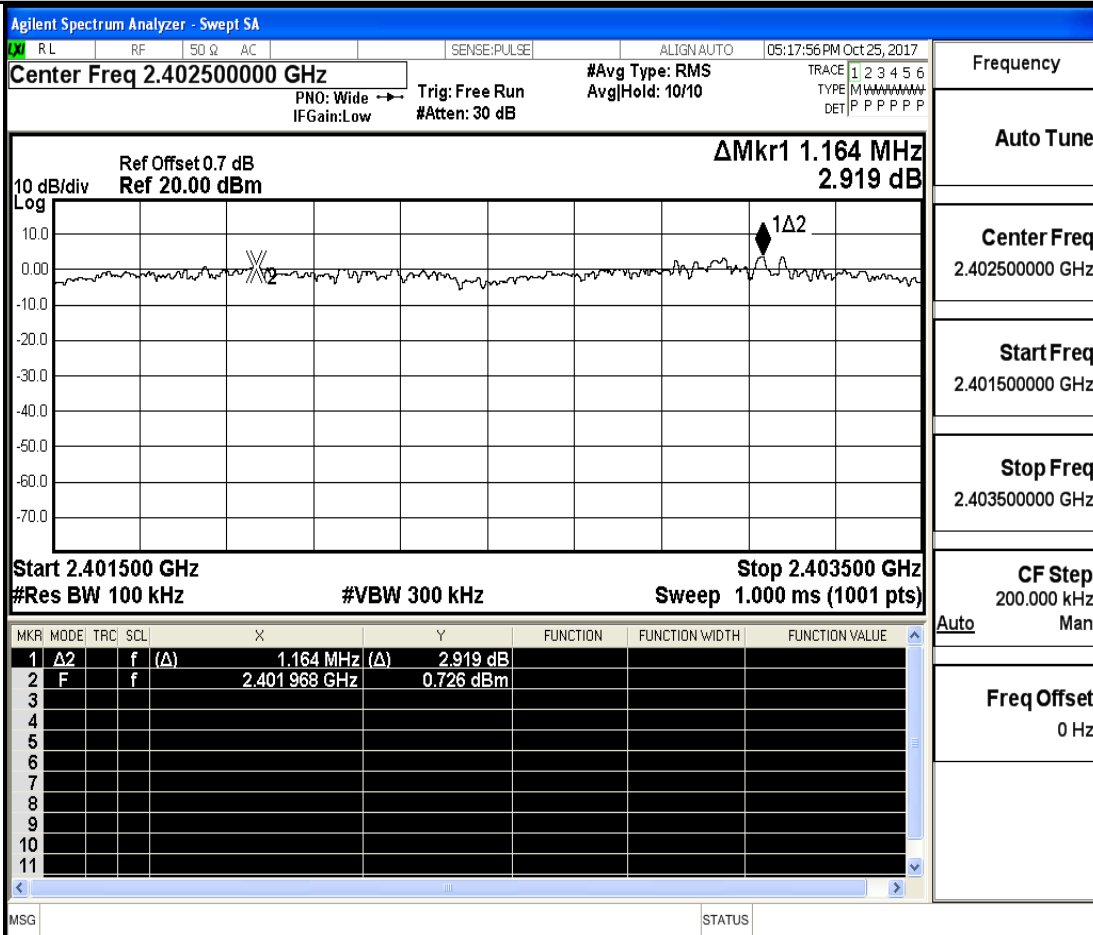 Agilent Spectrum Analyzer - Swept SA
LXI RL RF 50 Ω AC SENSE:PULSE ALIGN AUTO 05:17:56 PM Oct 25, 2017
Center Freq 2.402500000 GHz
PNO: Wide
IFGain:Low
Trig: Free Run
#Atten: 30 dB
#Avg Type: RMS
Avg|Hold: 10/10
TRACE 1 2 3 4 5 6
TYPE M WWWWW
DET P P P P P P
ΔMkr1 1.164 MHz
2.919 dB
Ref Offset 0.7 dB
10 dB/div Ref 20.00 dBm
Log
10.0
0.00
-10.0
-20.0
-30.0
-40.0
-50.0
-60.0
-70.0
1Δ2
2
Start 2.401500 GHz Stop 2.403500 GHz
#Res BW 100 kHz #VBW 300 kHz Sweep 1.000 ms (1001 pts)
MKR MODE TRC SCL X Y FUNCTION FUNCTION WIDTH FUNCTION VALUE
1 Δ2 f (Δ) 1.164 MHz (Δ) 2.919 dB
2 F f 2.401 968 GHz 0.726 dBm
3
4
5
6
7
8
9
10
11
MSG STATUS
Frequency
Auto Tune
Center Freq
2.402500000 GHz
Start Freq
2.401500000 GHz
Stop Freq
2.403500000 GHz
CF Step
200.000 kHz
Auto Man
Freq Offset
0 Hz